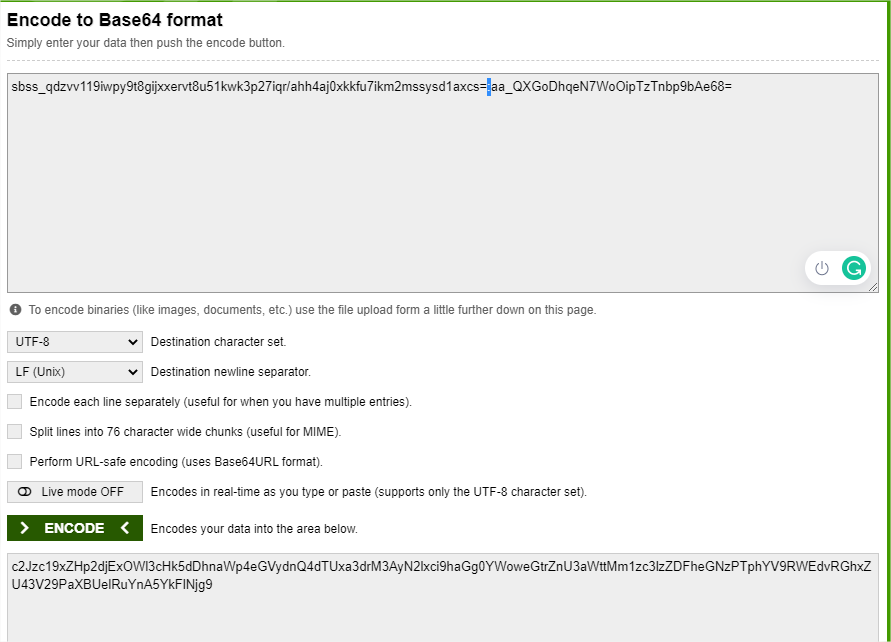 Encode to Base64 format
Simply enter your data then push the encode button.
sbss_qdzvv119iwpy9t8gijxxervt8u51kwk3p27iqr/ahh4aj0xkkfu7ikm2mssysd1axcs=:aa_QXGoDhqeN7WoOipTzTnbp9bAe68=
To encode binaries (like images, documents, etc.) use the file upload form a little further down on this page.
UTF-8 Destination character set.
LF (Unix) Destination newline separator.
Encode each line separately (useful for when you have multiple entries).
Split lines into 76 character wide chunks (useful for MIME).
Perform URL-safe encoding (uses Base64URL format).
Live mode OFF Encodes in real-time as you type or paste (supports only the UTF-8 character set).
> ENCODE < Encodes your data into the area below.
c2Jzc19xZHp2djExOWl3cHk5dDhnaWp4eGVydnQ4dTUxa3drM3AyN2lxci9haGg0YWoweGtrZnU3aWttMm1zc3lzZDFheGNzPTphYV9RWEdvRGhxZ
U43V29PaXBUelRuYnA5YkFlNjg9